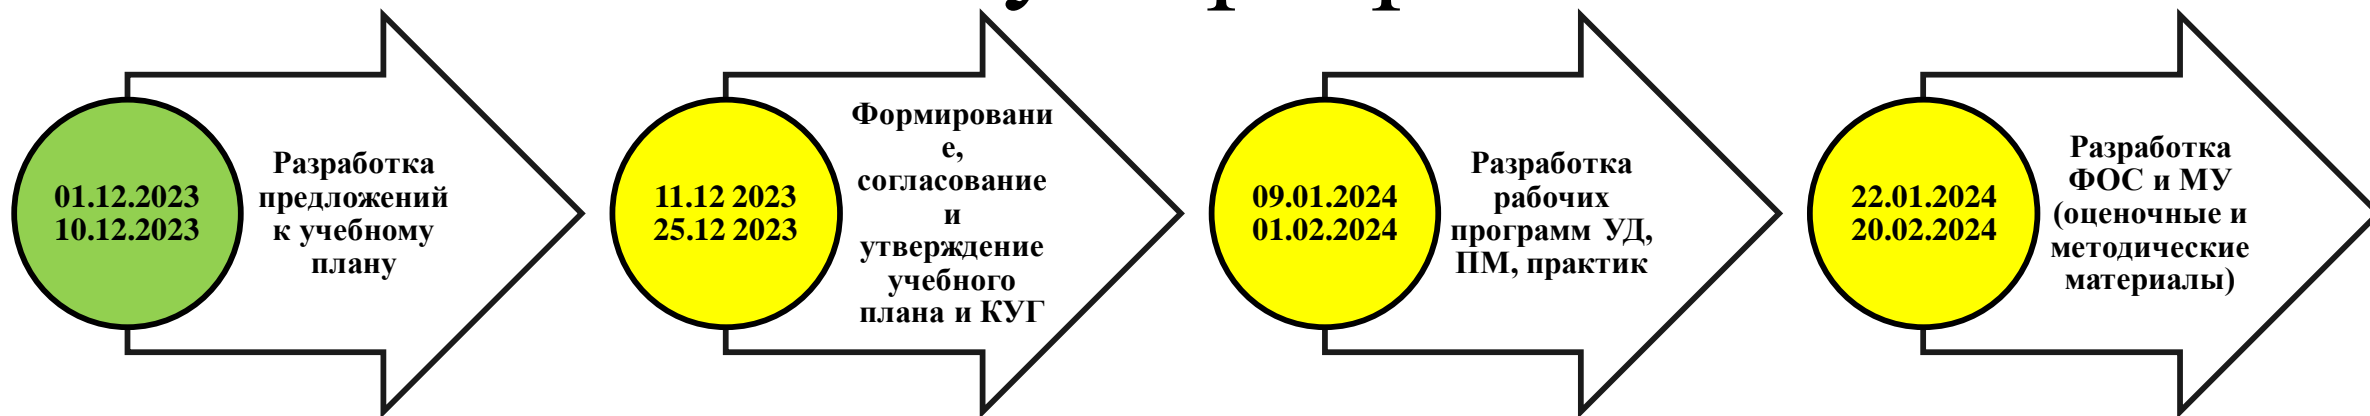 01.12.2023
10.12.2023
Разработка
предложений
к учебному
плану
11.12 2023
25.12 2023
Формировани
е,
согласование
и
утверждение
учебного
плана и КУГ
09.01.2024
01.02.2024
Разработка
рабочих
программ УД,
ПМ, практик
22.01.2024
20.02.2024
Разработка
ФОС и МУ
(оценочные и
методические
материалы)